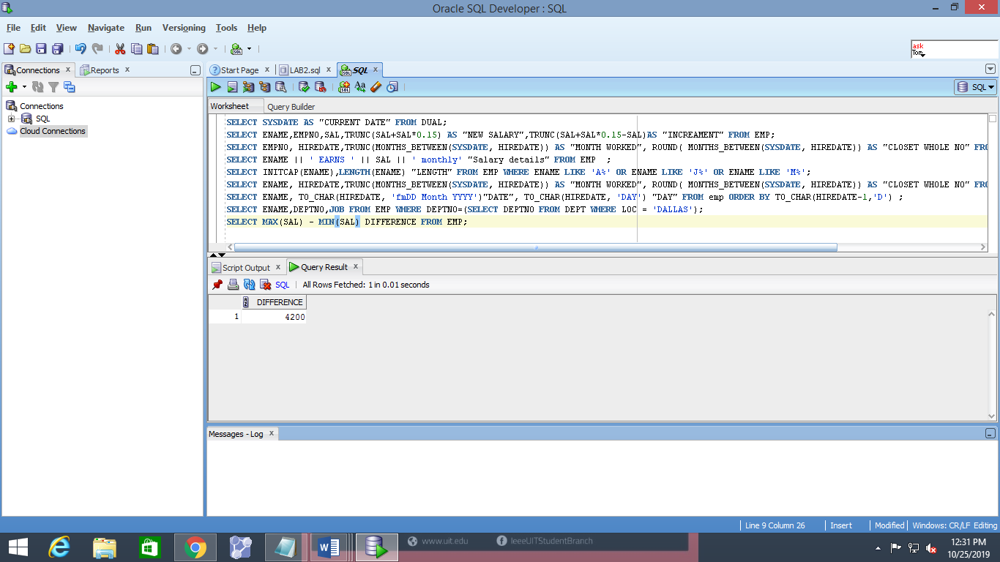 Oracle SQL Developer : SQL
File Edit View Navigate Run Versioning Tools Help
ask
Tom
Connections Reports
Start Page LAB2.sql SQL
SQL
Connections
SQL
Cloud Connections
Worksheet Query Builder
SELECT SYSDATE AS "CURRENT DATE" FROM DUAL;
SELECT ENAME,EMPNO,SAL,TRUNC(SAL+SAL*0.15) AS "NEW SALARY",TRUNC(SAL+SAL*0.15-SAL)AS "INCREAMENT" FROM EMP;
SELECT EMPNO, HIREDATE,TRUNC(MONTHS_BETWEEN(SYSDATE, HIREDATE)) AS "MONTH WORKED", ROUND( MONTHS_BETWEEN(SYSDATE, HIREDATE)) AS "CLOSET WHOLE NO" FRO
SELECT ENAME || ' EARNS ' || SAL || ' monthly' "Salary details" FROM EMP  ;
SELECT INITCAP(ENAME),LENGTH(ENAME) "LENGTH" FROM EMP WHERE ENAME LIKE 'A%' OR ENAME LIKE 'J%' OR ENAME LIKE 'M%';
SELECT ENAME, HIREDATE,TRUNC(MONTHS_BETWEEN(SYSDATE, HIREDATE)) AS "MONTH WORKED", ROUND( MONTHS_BETWEEN(SYSDATE, HIREDATE)) AS "CLOSET WHOLE NO" FRO
SELECT ENAME, TO_CHAR(HIREDATE, 'fmDD Month YYYY')"DATE", TO_CHAR(HIREDATE, 'DAY') "DAY" FROM emp ORDER BY TO_CHAR(HIREDATE-1,'D') ;
SELECT ENAME,DEPTNO,JOB FROM EMP WHERE DEPTNO=(SELECT DEPTNO FROM DEPT WHERE LOC = 'DALLAS');
SELECT MAX(SAL) - MIN(SAL) DIFFERENCE FROM EMP;
Script Output Query Result
SQL All Rows Fetched: 1 in 0.01 seconds
DIFFERENCE
1 4200
Messages - Log
Line 9 Column 26 Insert Modified Windows: CR/LF Editing
www.uit.edu IeeeUITStudentBranch
12:31 PM
10/25/2019